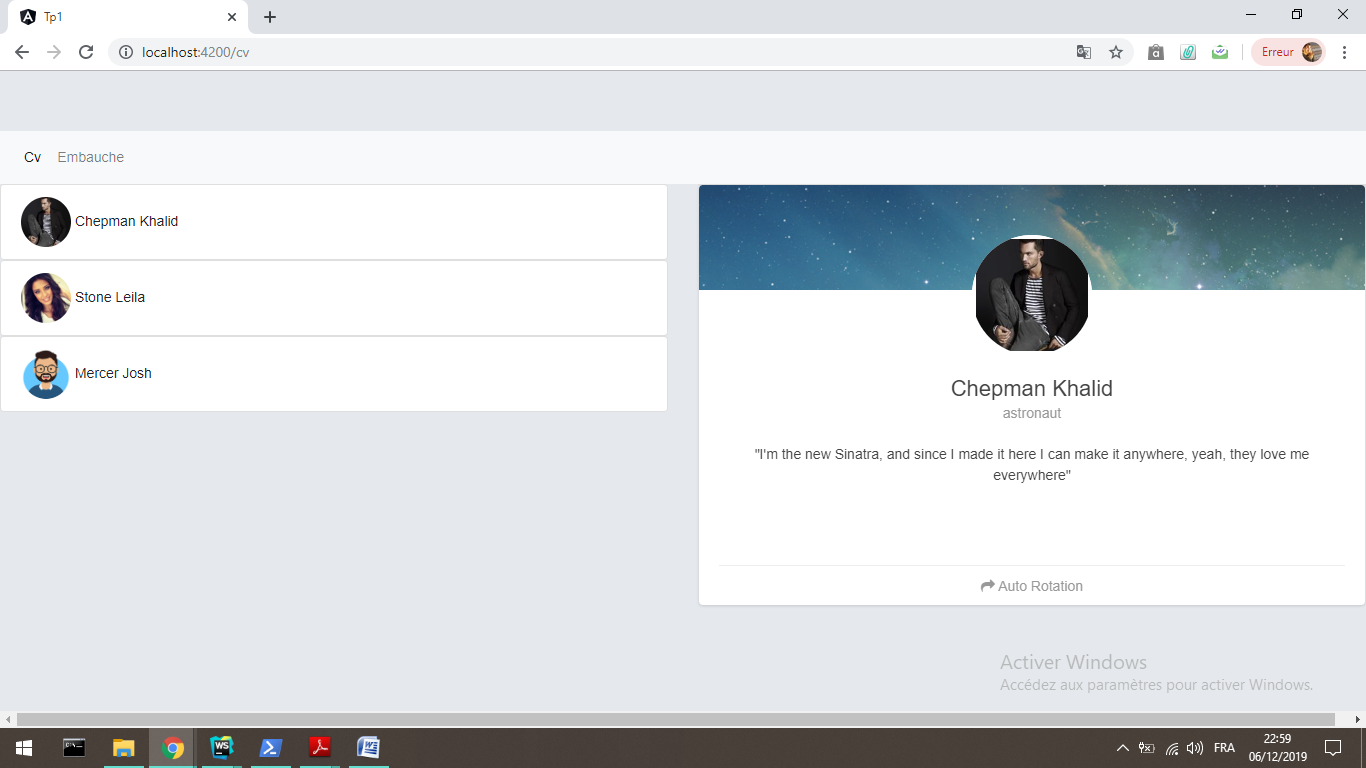 Tp1
localhost:4200/cv
Erreur
Cv Embauche
Chepman Khalid
Stone Leila
Mercer Josh
Chepman Khalid
astronaut
"I'm the new Sinatra, and since I made it here I can make it anywhere, yeah, they love me
everywhere"
Auto Rotation
Activer Windows
Accédez aux paramètres pour activer Windows.
FRA
22:59
06/12/2019